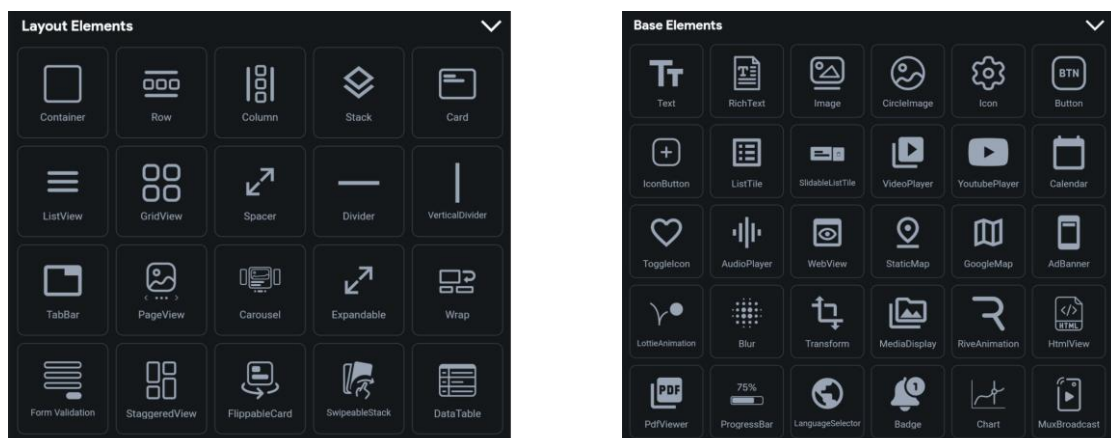 Layout Elements
Container Row Column Stack Card
ListView GridView Spacer Divider VerticalDivider
TabBar PageView Carousel Expandable Wrap
Form Validation StaggeredView FlippableCard SwipeableStack DataTable
Base Elements
Tt
BTN
Text RichText Image CircleImage Icon Button
IconButton ListTile SlidableListTile VideoPlayer YoutubePlayer Calendar
ToggleIcon AudioPlayer WebView StaticMap GoogleMap AdBanner
HTML
LottieAnimation Blur Transform MediaDisplay RiveAnimation HtmlView
PDF 75% 1
PdfViewer ProgressBar LanguageSelector Badge Chart MuxBroadcast